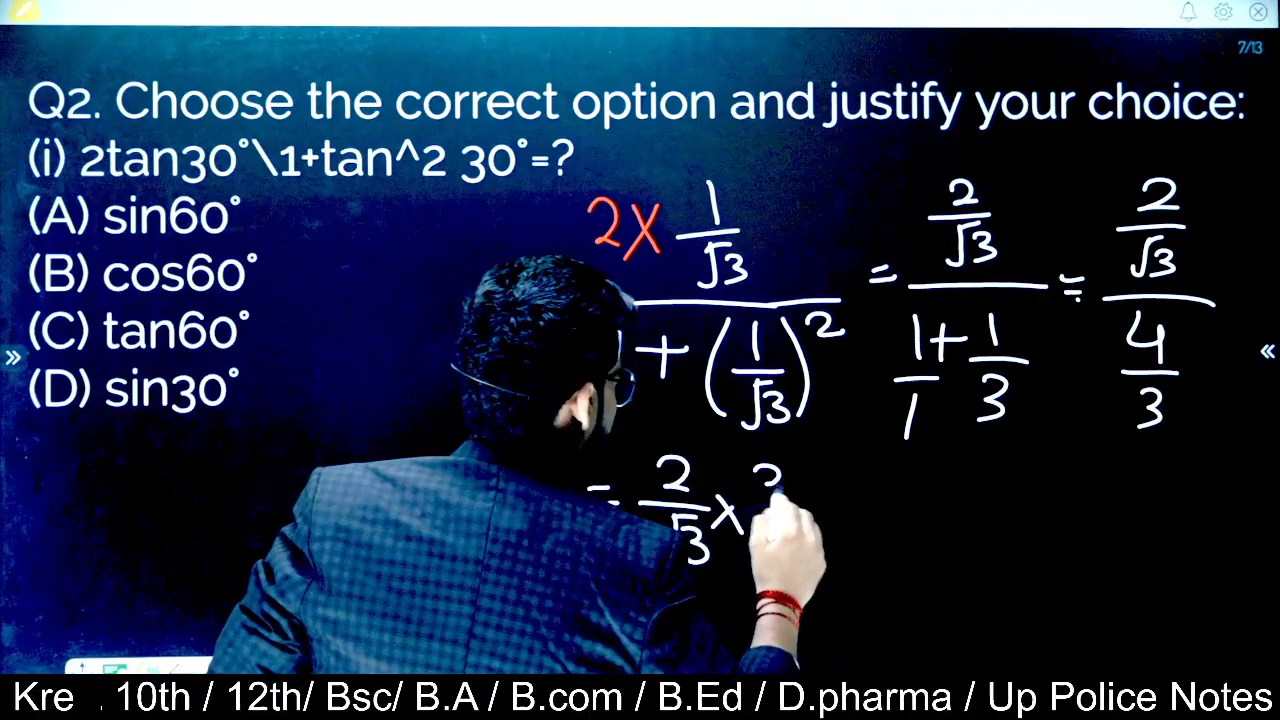 7/13
Q2. Choose the correct option and justify your choice:
(i) 2tan30°\1+tan^2 30°=?
(A) sin60°
(B) cos60°
(C) tan60°
(D) sin30°
2 x 1/√3 / + (1/√3)^2 = 2/√3 / 1/1 + 1/3 = 2/√3 / 4/3
= 2/√3 x
Kre . 10th / 12th/ Bsc/ B.A / B.com / B.Ed / D.pharma / Up Police Notes